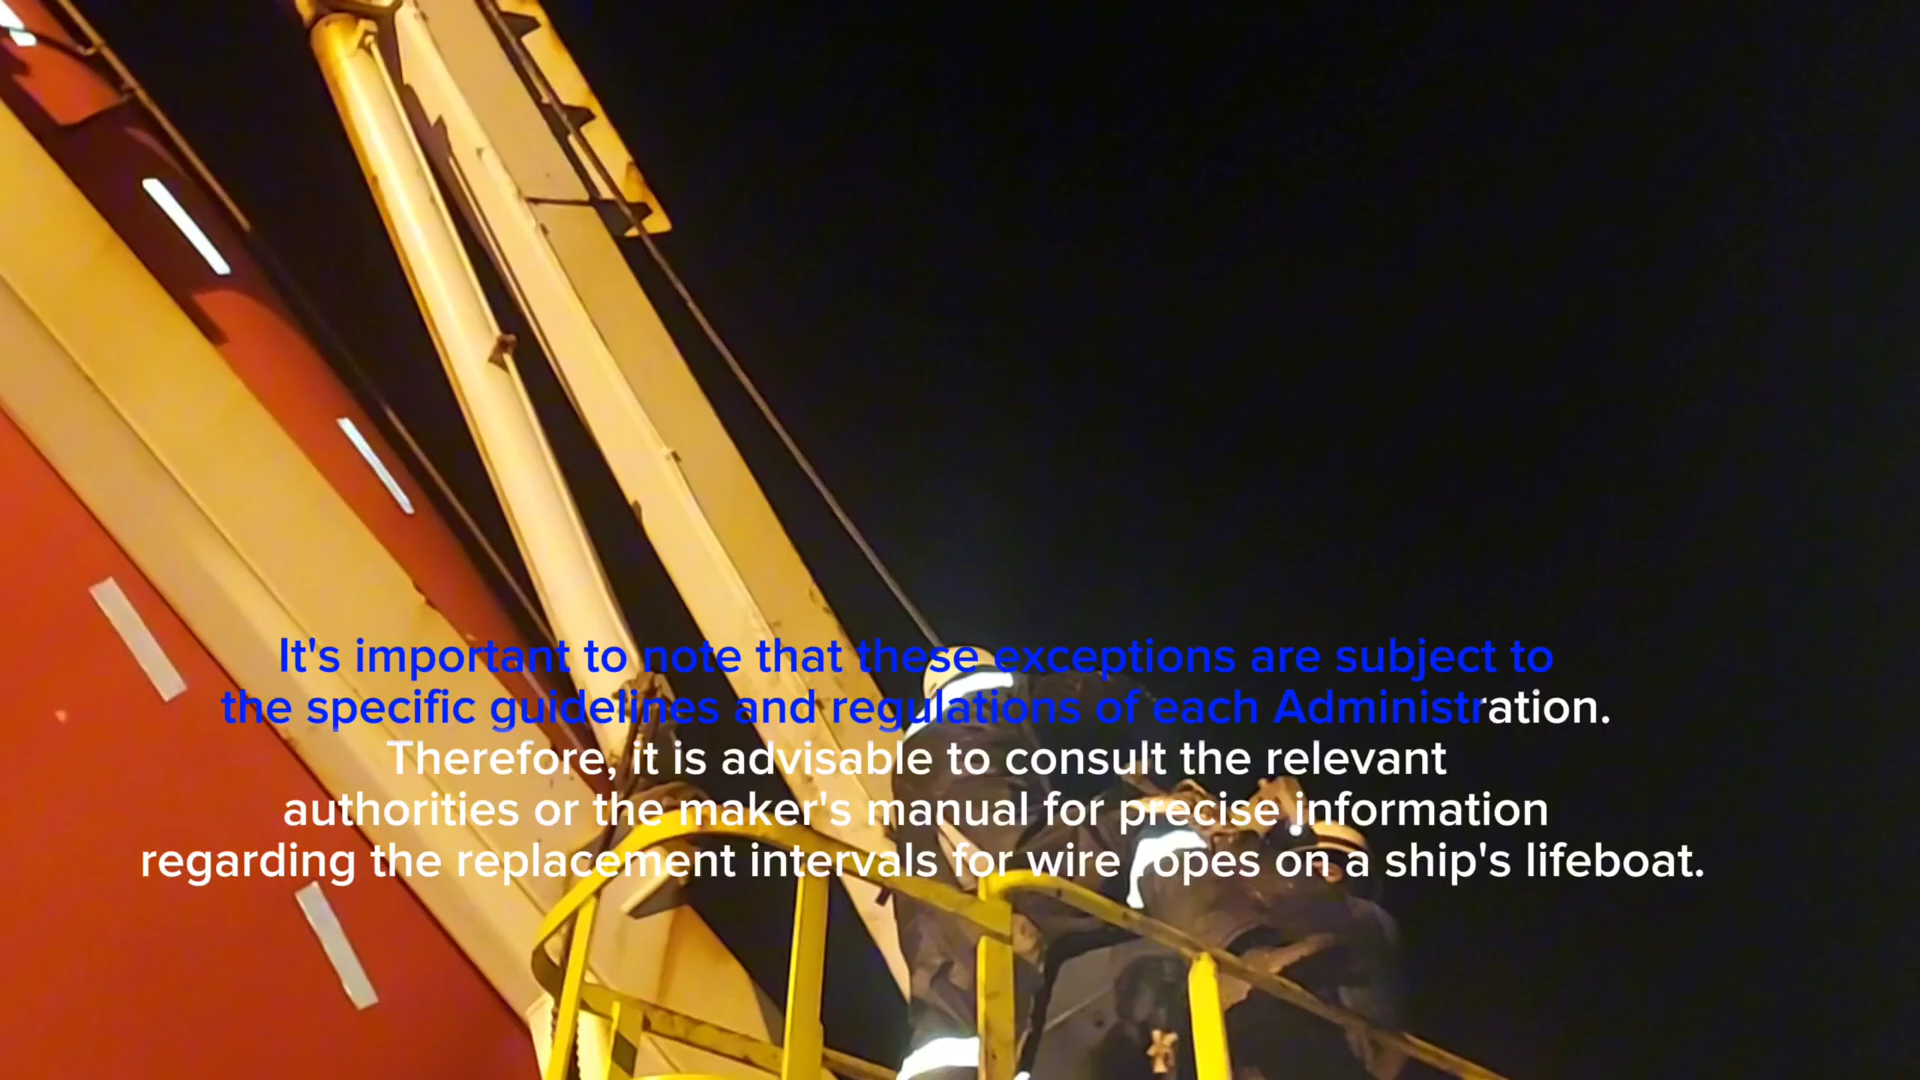 It's important to note that these exceptions are subject to
the specific guidelines and regulations of each Administration.
Therefore, it is advisable to consult the relevant
authorities or the maker's manual for precise information
regarding the replacement intervals for wire ropes on a ship's lifeboat.